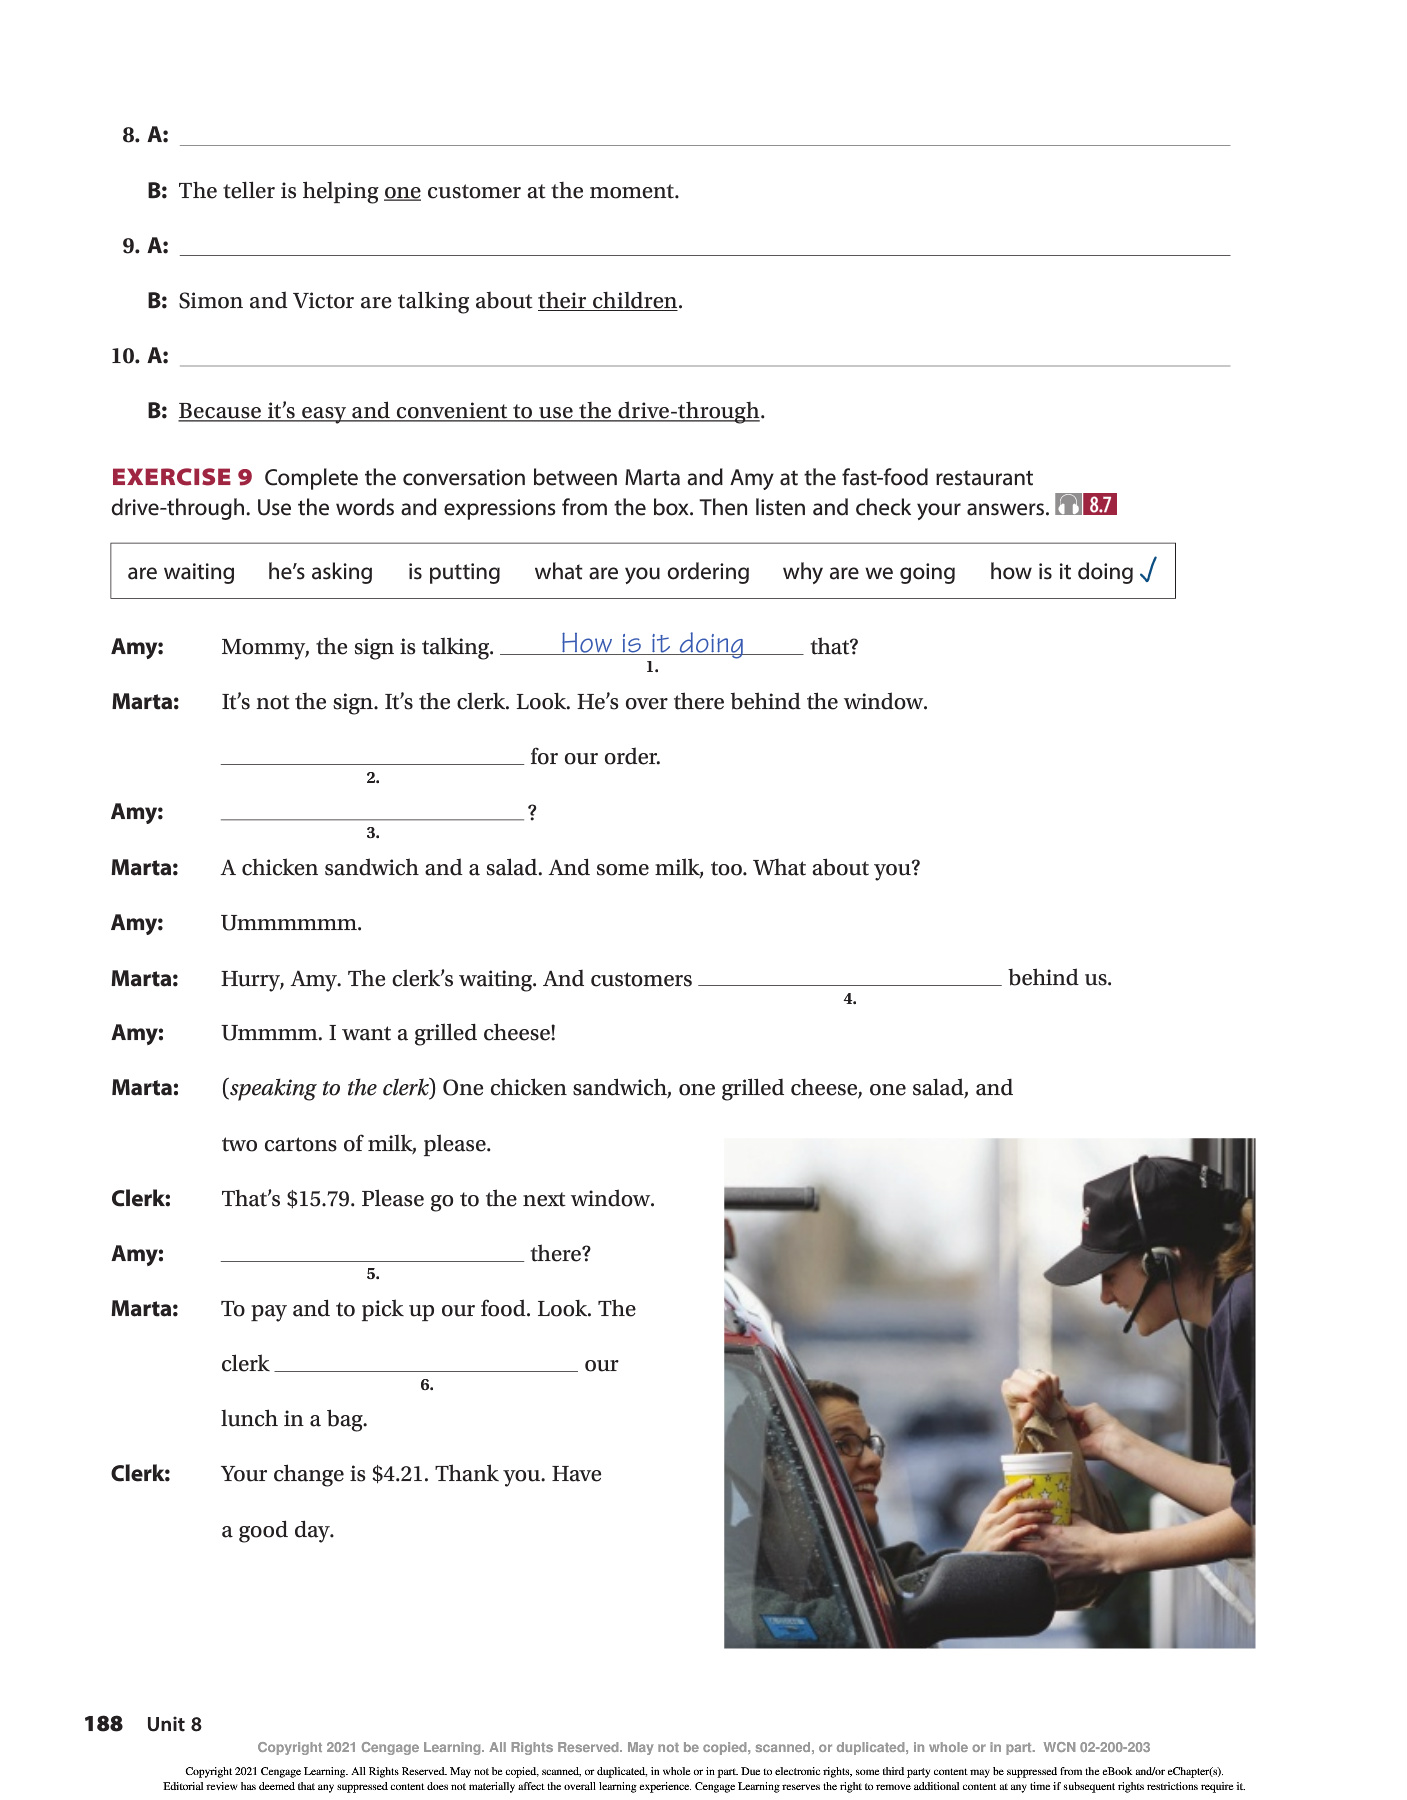 8. A:
B: The teller is helping one customer at the moment.
9. A:
B: Simon and Victor are talking about their children.
10. A:
B: Because it’s easy and convenient to use the drive-through.
EXERCISE 9 Complete the conversation between Marta and Amy at the fast-food restaurant
drive-through. Use the words and expressions from the box. Then listen and check your answers. 8.7
are waiting he’s asking is putting what are you ordering why are we going how is it doing ✓
Amy: Mommy, the sign is talking. How is it doing that?
1.
Marta: It’s not the sign. It’s the clerk. Look. He’s over there behind the window.
for our order.
2.
Amy: ?
3.
Marta: A chicken sandwich and a salad. And some milk, too. What about you?
Amy: Ummmmmm.
Marta: Hurry, Amy. The clerk’s waiting. And customers behind us.
4.
Amy: Ummmm. I want a grilled cheese!
Marta: (speaking to the clerk) One chicken sandwich, one grilled cheese, one salad, and
two cartons of milk, please.
Clerk: That’s $15.79. Please go to the next window.
Amy: there?
5.
Marta: To pay and to pick up our food. Look. The
clerk our
6.
lunch in a bag.
Clerk: Your change is $4.21. Thank you. Have
a good day.
188 Unit 8
Copyright 2021 Cengage Learning. All Rights Reserved. May not be copied, scanned, or duplicated, in whole or in part. WCN 02-200-203
Copyright 2021 Cengage Learning. All Rights Reserved. May not be copied, scanned, or duplicated, in whole or in part. Due to electronic rights, some third party content may be suppressed from the eBook and/or eChapter(s).
Editorial review has deemed that any suppressed content does not materially affect the overall learning experience. Cengage Learning reserves the right to remove additional content at any time if subsequent rights restrictions require it.